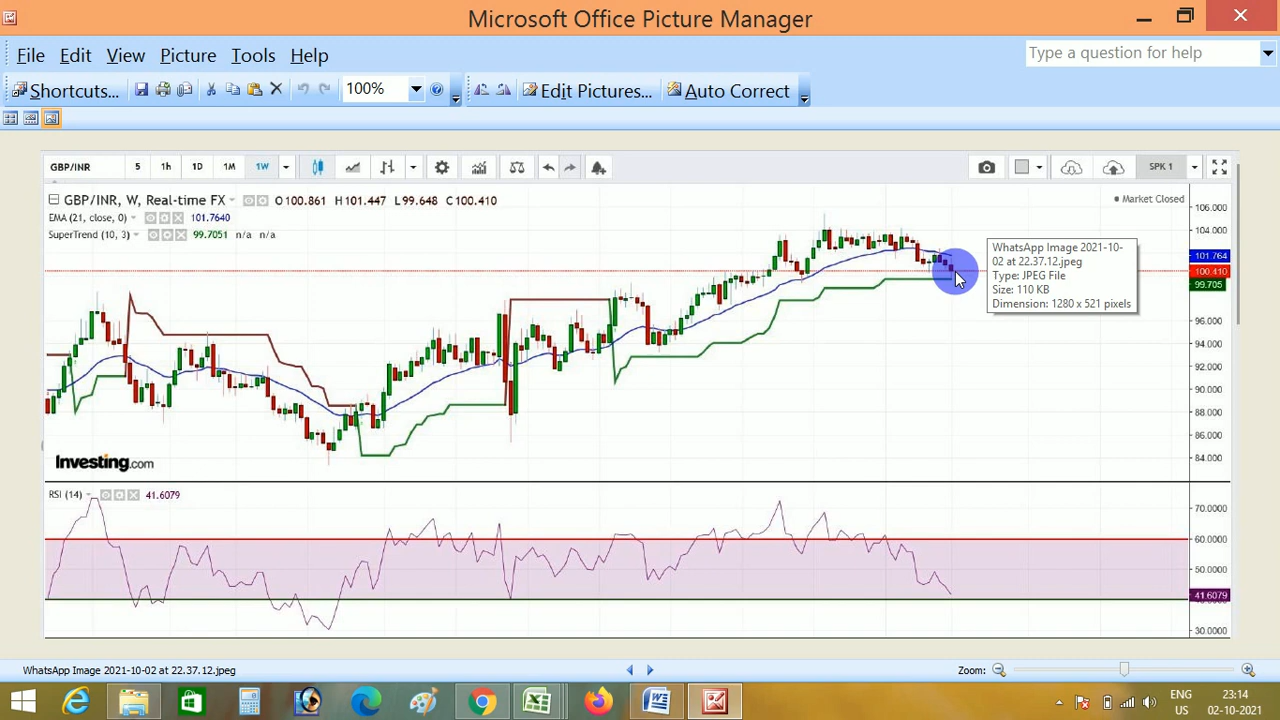 Microsoft Office Picture Manager
File Edit View Picture Tools Help
Type a question for help
Shortcuts... 100% Edit Pictures... Auto Correct
GBP/INR 5 1h 1D 1M 1W SPK 1
GBP/INR, W, Real-time FX O 100.861 H 101.447 L 99.648 C 100.410
Market Closed
EMA (21, close, 0) 101.7640
SuperTrend (10, 3) 99.7051 n/a n/a
106.000
104.000
101.764
100.410
99.705
96.000
94.000
92.000
90.000
88.000
86.000
84.000
WhatsApp Image 2021-10-
02 at 22.37.12.jpeg
Type: JPEG File
Size: 110 KB
Dimension: 1280 x 521 pixels
Investing.com
RSI (14) 41.6079
70.0000
60.0000
50.0000
41.6079
30.0000
WhatsApp Image 2021-10-02 at 22.37.12.jpeg
Zoom:
ENG
US
23:14
02-10-2021